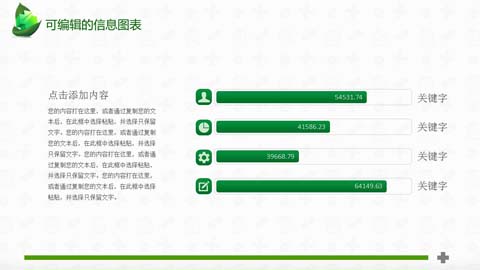 可编辑的信息图表
点击添加内容
您的内容打在这里，或者通过复制您的文
本后，在此框中选择粘贴，并选择只保留
文字。您的内容打在这里，或者通过复制
您的文本后，在此框中选择粘贴，并选择
只保留文字。您的内容打在这里，或者通
过复制您的文本后，在此框中选择粘贴，
并选择只保留文字。您的内容打在这里，
或者通过复制您的文本后，在此框中选择
粘贴，并选择只保留文字。
54531.74 关键字
41586.23 关键字
39668.79 关键字
64149.63 关键字